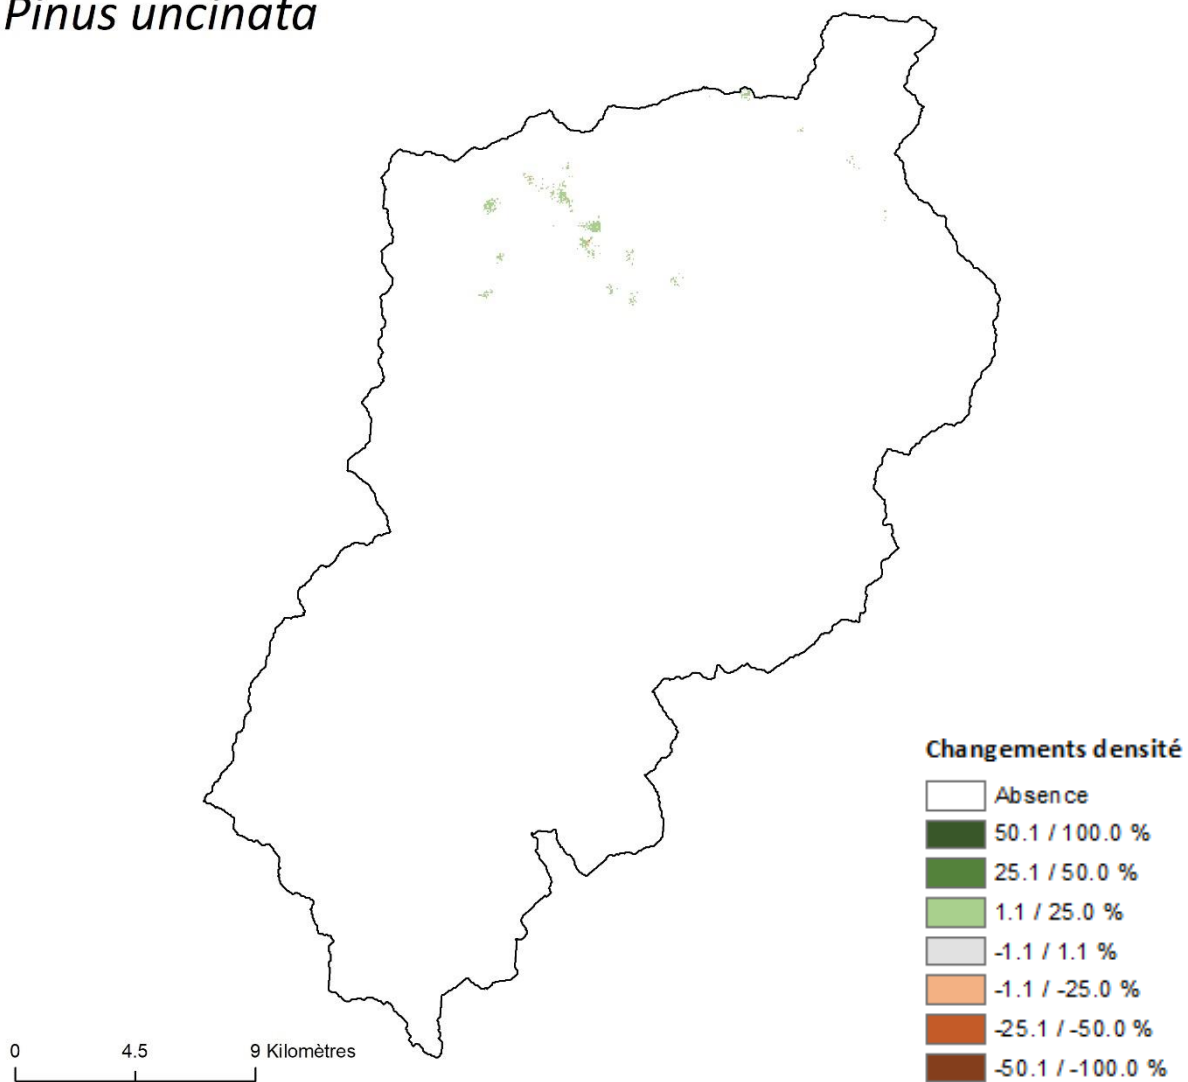 Pinus uncinata
Changements densité
Absence
50.1 / 100.0 %
25.1 / 50.0 %
1.1 / 25.0 %
-1.1 / 1.1 %
-1.1 / -25.0 %
-25.1 / -50.0 %
-50.1 / -100.0 %
0 4.5 9 Kilomètres